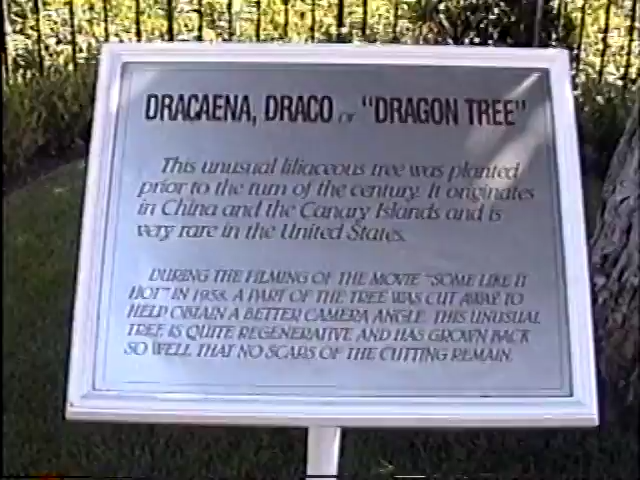 DRACAENA, DRACO or "DRAGON TREE"
This unusual liliaceous tree was planted
prior to the turn of the century. It originates
in China and the Canary Islands and is
very rare in the United States.
DURING THE FILMING OF THE MOVIE "SOME LIKE IT
HOT" IN 1958, A PART OF THE TREE WAS CUT AWAY TO
HELP OBTAIN A BETTER CAMERA ANGLE. THIS UNUSUAL
TREE IS QUITE REGENERATIVE AND HAS GROWN BACK
SO WELL THAT NO SCARS OF THE CUTTING REMAIN.